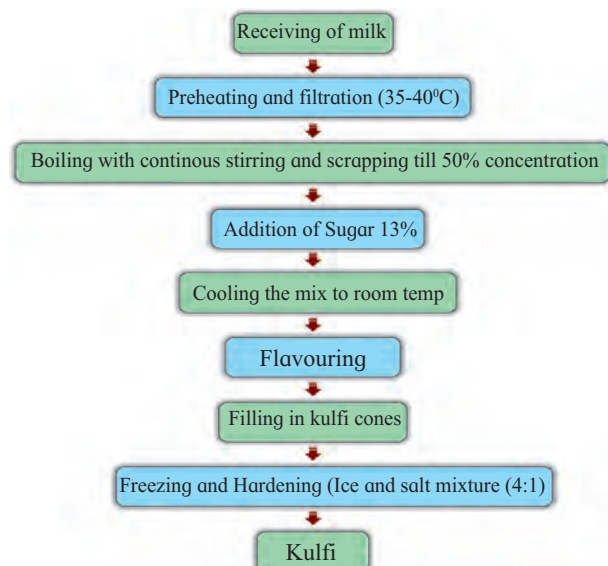 Receiving of milk
Preheating and filtration (35-40⁰C)
Boiling with continous stirring and scrapping till 50% concentration
Addition of Sugar 13%
Cooling the mix to room temp
Flavouring
Filling in kulfi cones
Freezing and Hardening (Ice and salt mixture (4:1)
Kulfi